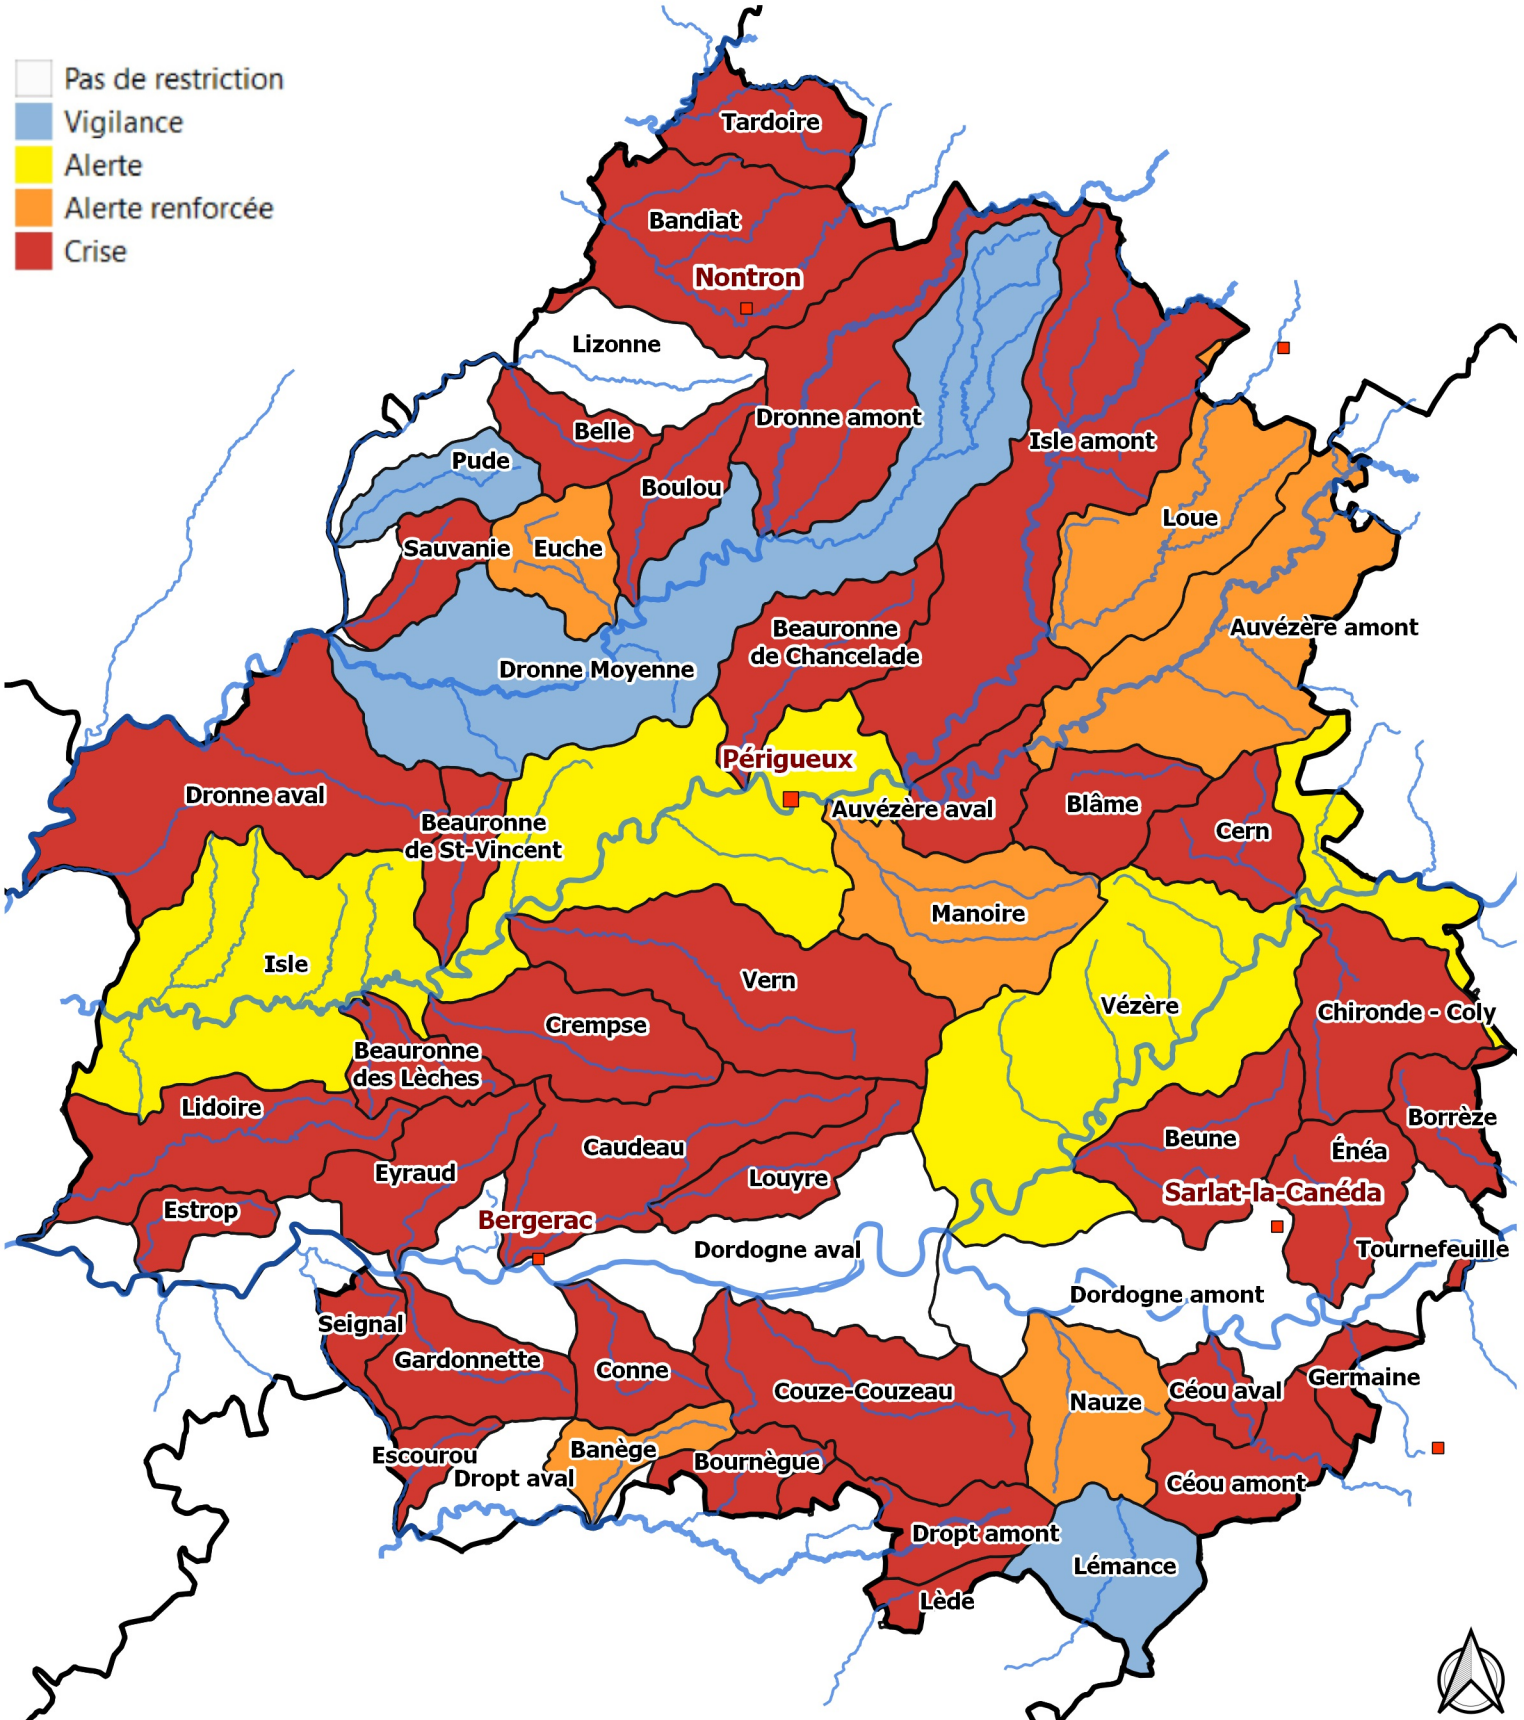 Pas de restriction
Vigilance
Alerte
Alerte renforcée
Crise
Tardoire
Bandiat
Nontron
Lizonne
Dronne amont
Belle
Isle amont
Pude
Boulou
Loue
Sauvanie
Euche
Auvézère amont
Beauronne
de Chancelade
Dronne Moyenne
Périgueux
Dronne aval
Auvézère aval
Blâme
Beauronne
de St-Vincent
Cern
Manoire
Isle
Vern
Vézère
Chironde - Coly
Crempse
Beauronne
des Lèches
Lidoire
Borrèze
Beune
Caudeau
Énéa
Eyraud
Louyre
Sarlat-la-Canéda
Estrop
Bergerac
Dordogne aval
Tournefeuille
Dordogne amont
Seignal
Gardonnette
Conne
Germaine
Couze-Couzeau
Céou aval
Nauze
Banège
Escourou
Bournègue
Dropt aval
Céou amont
Dropt amont
Lémance
Lède